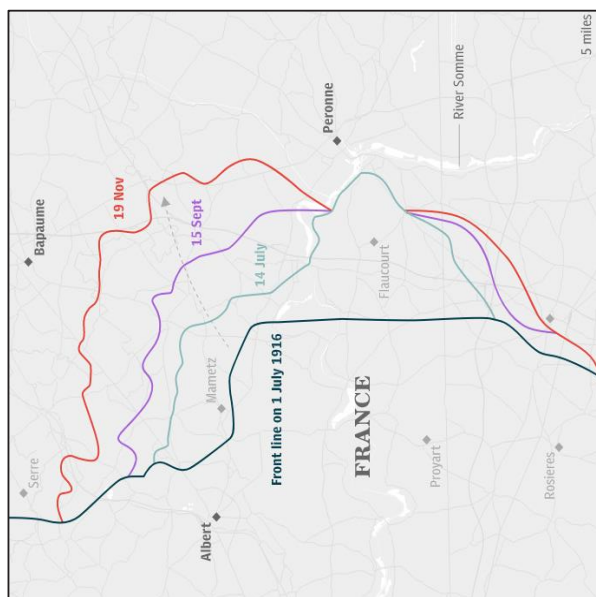 Serre
Bapaume
19 Nov
Albert
Mametz
15 Sept
14 July
Peronne
Front line on 1 July 1916
Flaucourt
FRANCE
River Somme
Proyart
Rosieres
5 miles